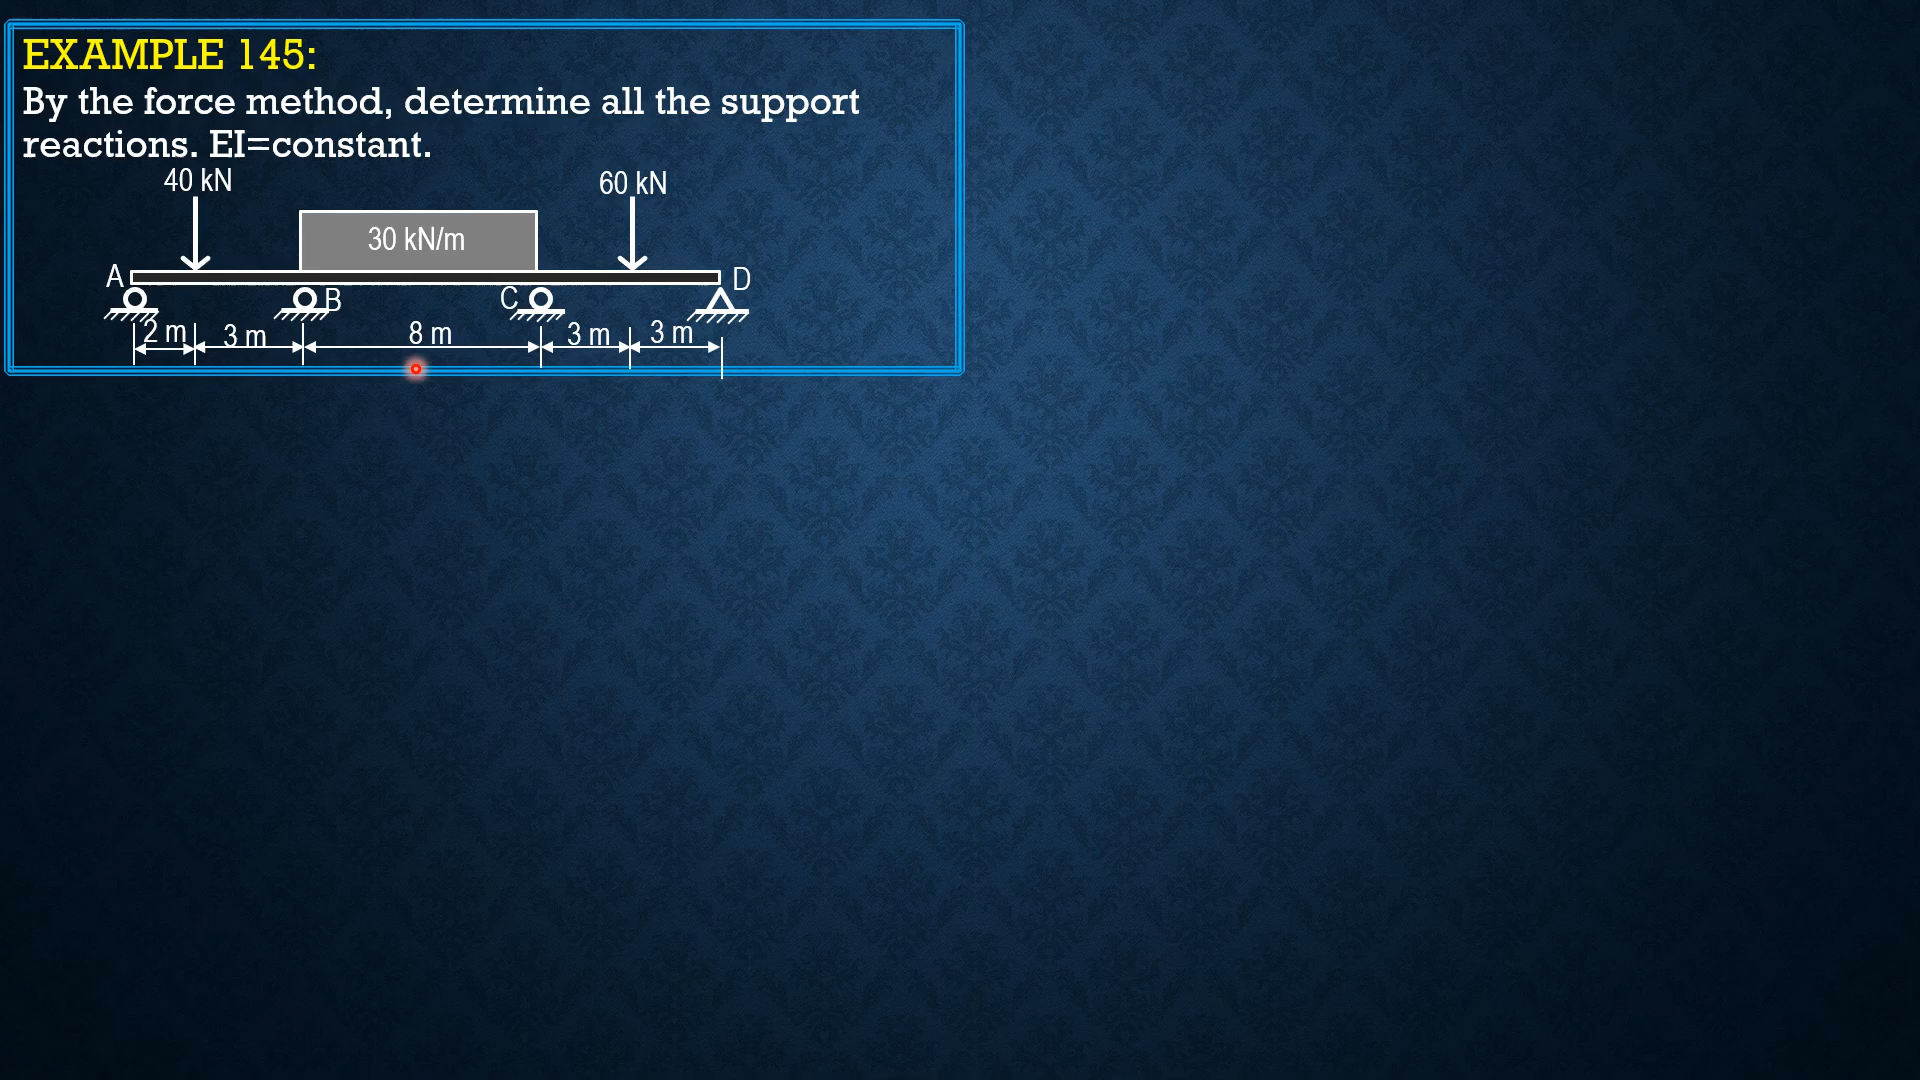 EXAMPLE 145:
By the force method, determine all the support
reactions. EI=constant.
40 kN
60 kN
30 kN/m
A
B
C
D
2 m
3 m
8 m
3 m
3 m